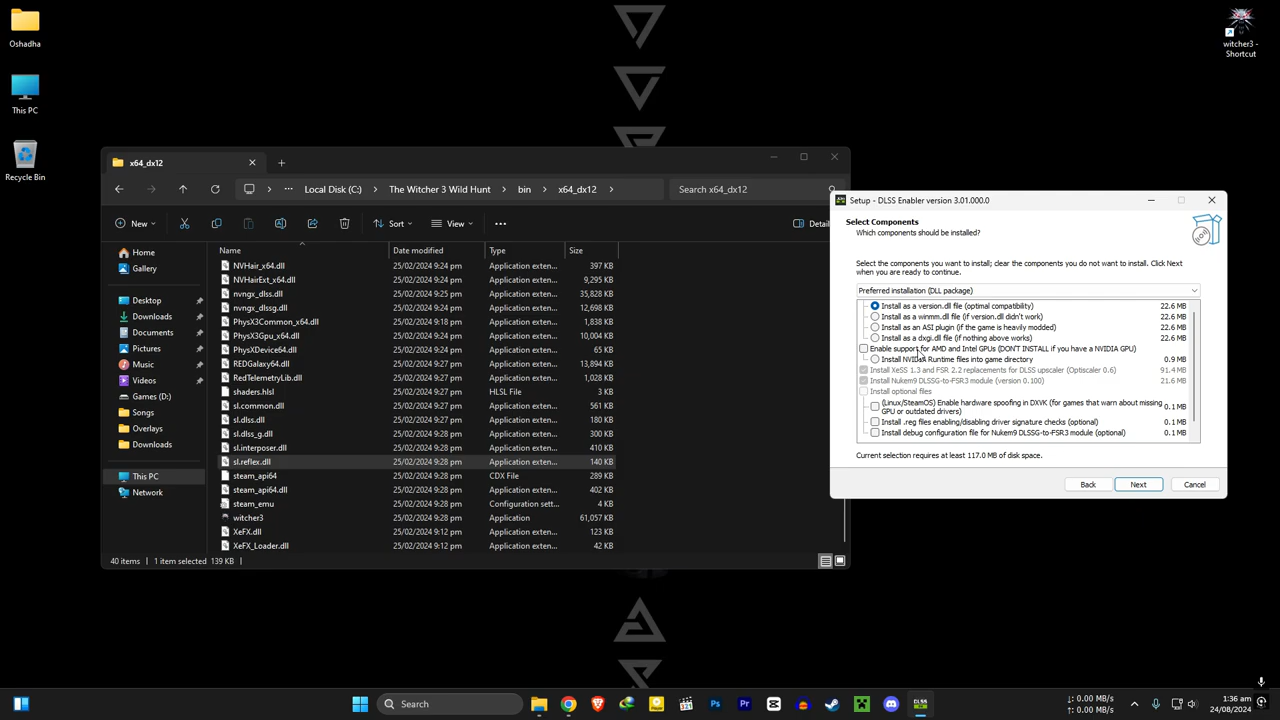 Oshadha
This PC
Recycle Bin
witcher3 -
Shortcut
x64_dx12
Local Disk (C:)
The Witcher 3 Wild Hunt
bin
x64_dx12
Search x64_dx12
New
Sort
View
Detail
Home
Gallery
Desktop
Downloads
Documents
Pictures
Music
Videos
Games (D:)
Songs
Overlays
Downloads
This PC
Network
Name Date modified Type Size
NVHair_x64.dll 25/02/2024 9:24 pm Application exten... 397 KB
25/02/2024 9:24 pm Application exten... 9,295 KB
nvngx_dlss.dll 25/02/2024 9:24 pm Application exten... 35,828 KB
25/02/2024 9:24 pm Application exten... 12,698 KB
PhysX3Common_x64.dll 25/02/2024 9:18 pm Application exten... 1,838 KB
PhysX3Gpu_x64.dll 25/02/2024 9:24 pm Application exten... 10,004 KB
PhysXDevice64.dll 25/02/2024 9:24 pm Application exten... 65 KB
REDGalaxy64.dll 25/02/2024 9:24 pm Application exten... 13,894 KB
RedTelemetryLib.dll 25/02/2024 9:28 pm Application exten... 1,028 KB
shaders.hlsl 25/02/2024 9:28 pm HLSL File 3 KB
sl.common.dll 25/02/2024 9:28 pm Application exten... 561 KB
sl.dlss.dll 25/02/2024 9:28 pm Application exten... 180 KB
sl.dlss_g.dll 25/02/2024 9:28 pm Application exten... 300 KB
sl.interposer.dll 25/02/2024 9:28 pm Application exten... 448 KB
sl.reflex.dll 25/02/2024 9:28 pm Application exten... 140 KB
steam_api64 25/02/2024 9:28 pm CDX File 289 KB
steam_api64.dll 25/02/2024 9:28 pm Application exten... 402 KB
steam_emu 25/02/2024 9:28 pm Configuration sett... 4 KB
witcher3 25/02/2024 9:28 pm Application 61,057 KB
XeFX.dll 25/02/2024 9:12 pm Application exten... 123 KB
XeFX_Loader.dll 25/02/2024 9:12 pm Application exten... 42 KB
40 items 1 item selected 139 KB
Setup - DLSS Enabler version 3.01.000.0
Select Components
Which components should be installed?
Select the components you want to install; clear the components you do not want to install. Click Next
when you are ready to continue.
Preferred installation (DLL package)
Install as a version.dll file (optimal compatibility) 22.6 MB
Install as a winmm.dll file (if version.dll didn't work) 22.6 MB
Install as an ASI plugin (if the game is heavily modded) 22.6 MB
Install as a dxgi.dll file (if nothing above works) 22.6 MB
Enable support for AMD and Intel GPUs (DON'T INSTALL if you have a NVIDIA GPU)
Install NVIDIA Runtime files into game directory 0.9 MB
Install XeSS 1.3 and FSR 2.2 replacements for DLSS upscaler (Optiscaler 0.6) 91.4 MB
Install Nukem9 DLSSG-to-FSR3 module (version 0.100) 21.6 MB
Install optional files
(Linux/SteamOS) Enable hardware spoofing in DXVK (for games that warn about missing
GPU or outdated drivers) 0.1 MB
Install .reg files enabling/disabling driver signature checks (optional) 0.1 MB
Install debug configuration file for Nukem9 DLSSG-to-FSR3 module (optional) 0.1 MB
Current selection requires at least 117.0 MB of disk space.
Back
Next
Cancel
Search
↓: 0.00 MB/s
↑: 0.00 MB/s
1:36 am
24/08/2024